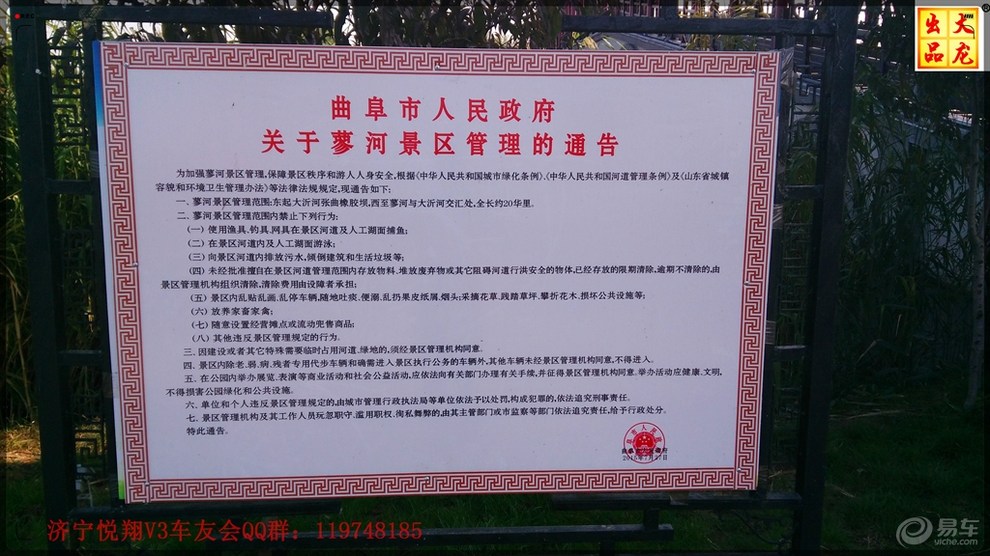 大龙
出品
曲阜市人民政府
关于蓼河景区管理的通告
为加强蓼河景区管理,保障景区秩序和游人人身安全,根据《中华人民共和国城市绿化条例》、《中华人民共和国河道管理条例》及《山东省城镇
容貌和环境卫生管理办法》等法律法规规定,现通告如下:
一、蓼河景区管理范围:东起大沂河张曲橡胶坝,西至蓼河与大沂河交汇处,全长约20华里。
二、蓼河景区管理范围内禁止下列行为:
(一)使用渔具、钓具、网具在景区河道及人工湖面捕鱼;
(二)在景区河道内及人工湖面游泳;
(三)向景区河道内排放污水,倾倒建筑和生活垃圾等;
(四)未经批准擅自在景区河道管理范围内存放物料、堆放废弃物或其它阻碍河道行洪安全的物体,已经存放的限期清除,逾期不清除的,由
景区管理机构组织清除,清除费用由设障者承担;
(五)景区内乱贴乱画、乱停车辆,随地吐痰、便溺、乱扔果皮纸屑、烟头;采摘花草、践踏草坪、攀折花木、损坏公共设施等;
(六)放养家畜家禽;
(七)随意设置经营摊点或流动兜售商品;
(八)其他违反景区管理规定的行为。
三、因建设或者其它特殊需要临时占用河道、绿地的,须经景区管理机构同意。
四、景区内除老、弱、病、残者专用代步车辆和确需进入景区执行公务的车辆外,其他车辆未经景区管理机构同意,不得进入。
五、在公园内举办展览、表演等商业活动和社会公益活动,应依法向有关部门办理有关手续,并征得景区管理机构同意。举办活动应健康、文明,
不得损害公园绿化和公共设施。
六、单位和个人违反景区管理规定的,由城市管理行政执法局等单位依法予以处罚,构成犯罪的,依法追究刑事责任。
七、景区管理机构及其工作人员玩忽职守、滥用职权、徇私舞弊的,由其主管部门或市监察等部门依法追究责任,给予行政处分。
特此通告。
济宁悦翔V3车友会QQ群：119748185
易车
yiche.com